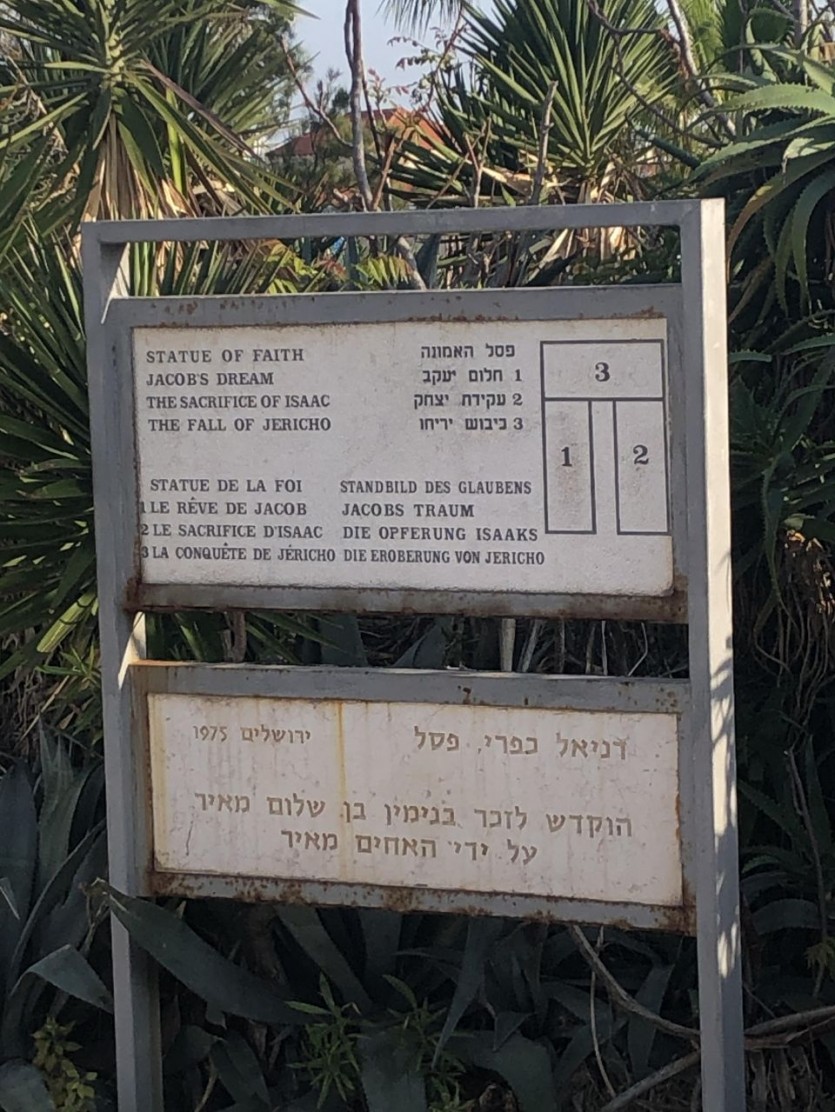 STATUE OF FAITH
JACOB'S DREAM
THE SACRIFICE OF ISAAC
THE FALL OF JERICHO
פסל האמונה
1 חלום יעקב
2 עקידת יצחק
3 כיבוש יריחו
3
1 2
STATUE DE LA FOI
1 LE RÊVE DE JACOB
2 LE SACRIFICE D'ISAAC
3 LA CONQUÊTE DE JÉRICHO
STANDBILD DES GLAUBENS
JACOBS TRAUM
DIE OPFERUNG ISAAKS
DIE EROBERUNG VON JERICHO
דניאל כפרי, פסל ירושלים 1975
הוקדש לזכר בנימין בן שלום מאיר
על ידי האחים מאיר